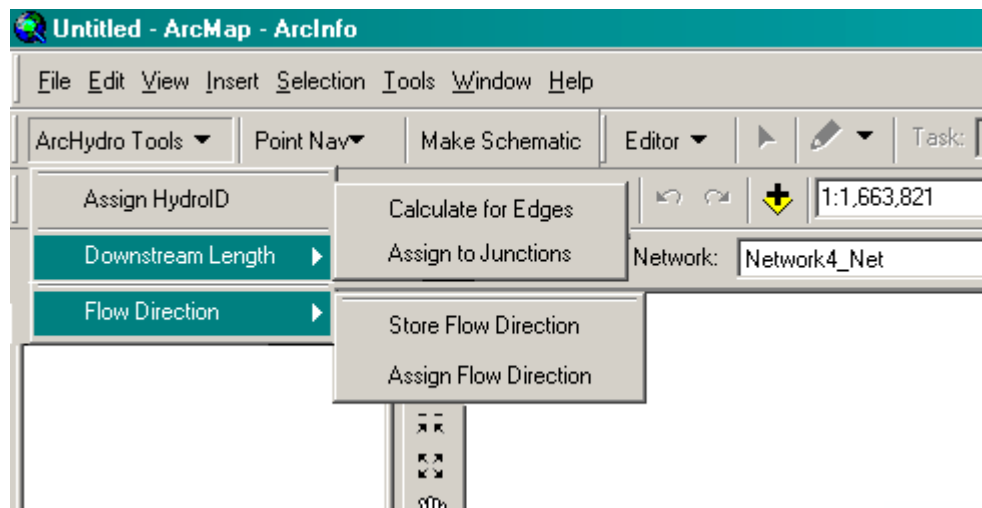 Untitled - ArcMap - ArcInfo
File Edit View Insert Selection Tools Window Help
ArcHydro Tools Point Nav Make Schematic Editor Task:
Assign HydroID
Calculate for Edges
1:1,663,821
Downstream Length
Assign to Junctions
Network: Network4_Net
Flow Direction
Store Flow Direction
Assign Flow Direction